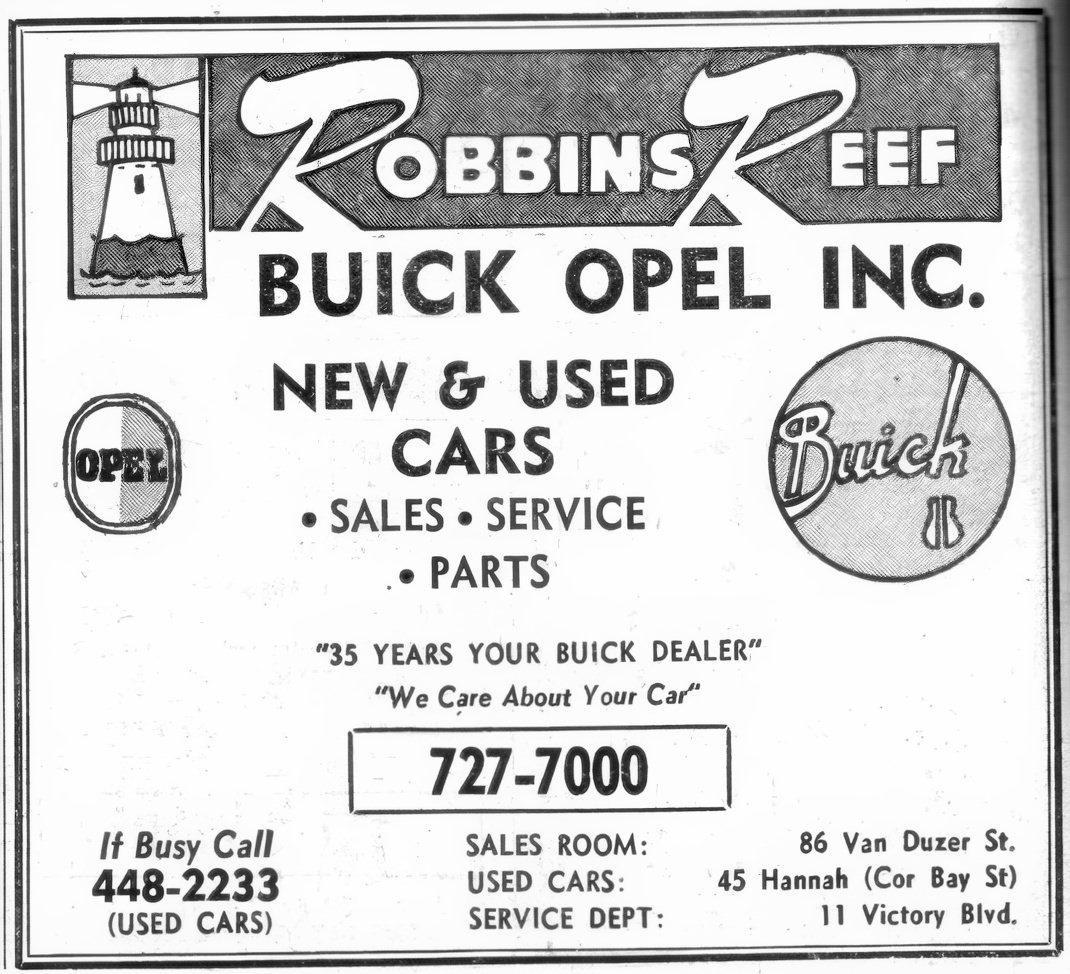 ROBBINS REEF
BUICK OPEL INC.
NEW & USED
CARS
• SALES • SERVICE
• PARTS
OPEL
Buick
"35 YEARS YOUR BUICK DEALER"
"We Care About Your Car"
727-7000
If Busy Call
448-2233
(USED CARS)
SALES ROOM: 86 Van Duzer St.
USED CARS: 45 Hannah (Cor Bay St)
SERVICE DEPT: 11 Victory Blvd.